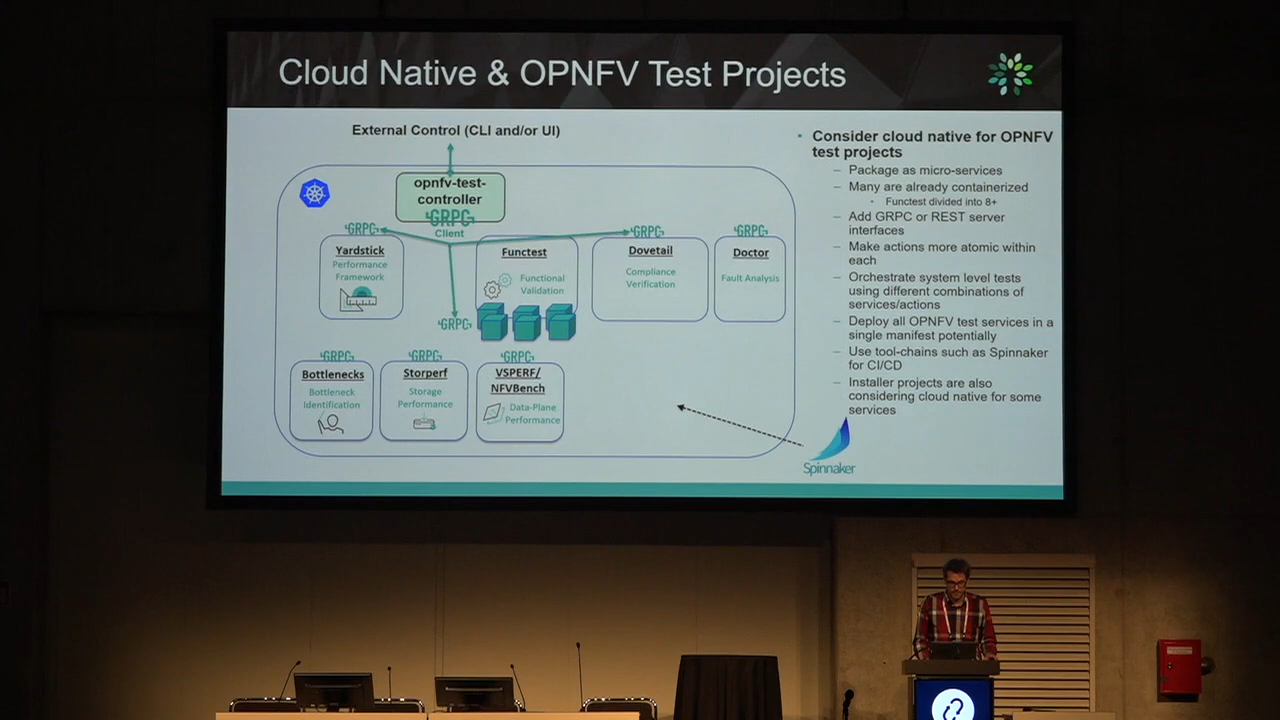 Cloud Native & OPNFV Test Projects
External Control (CLI and/or UI)
opnfv-test-
controller
GRPC
Client
GRPC
Yardstick
Performance
Framework
Functest
Functional
Validation
GRPC
GRPC
Dovetail
Compliance
Verification
GRPC
Doctor
Fault Analysis
GRPC
Bottlenecks
Bottleneck
Identification
GRPC
Storperf
Storage
Performance
GRPC
VSPERF/
NFVBench
Data-Plane
Performance
Spinnaker
• Consider cloud native for OPNFV
test projects
– Package as micro-services
– Many are already containerized
- Functest divided into 8+
– Add GRPC or REST server
interfaces
– Make actions more atomic within
each
– Orchestrate system level tests
using different combinations of
services/actions
– Deploy all OPNFV test services in a
single manifest potentially
– Use tool-chains such as Spinnaker
for CI/CD
– Installer projects are also
considering cloud native for some
services